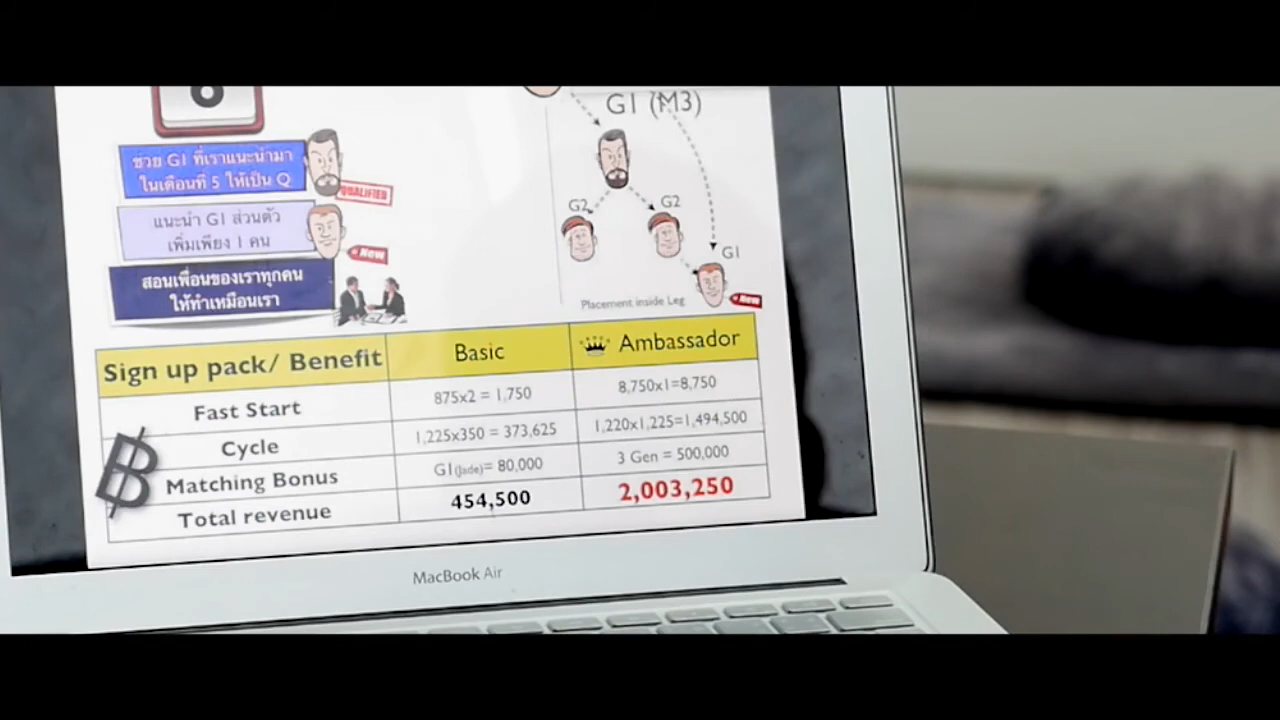 6
G1 (M3)
ช่วย G1 ที่เราแนะนำมา
ในเดือนที่ 5 ให้เป็น Q
QUALIFIED
แนะนำ G1 ส่วนตัว
เพิ่มเพียง 1 คน
New
สอนเพื่อนของเราทุกคน
ให้ทำเหมือนเรา
G2
G2
G1
New
Placement inside Leg
Sign up pack/ Benefit Basic Ambassador
Fast Start 875x2 = 1,750 8,750x1=8,750
Cycle 1,225x350 = 373,625 1,220x1,225=1,494,500
Matching Bonus G1(Jade)= 80,000 3 Gen = 500,000
Total revenue 454,500 2,003,250
MacBook Air